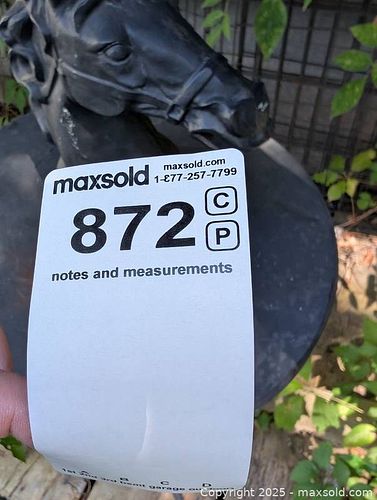 maxsold
maxsold.com
1-877-257-7799
872
C
P
notes and measurements
A B C D
Copyright © 2025 - maxsold.com